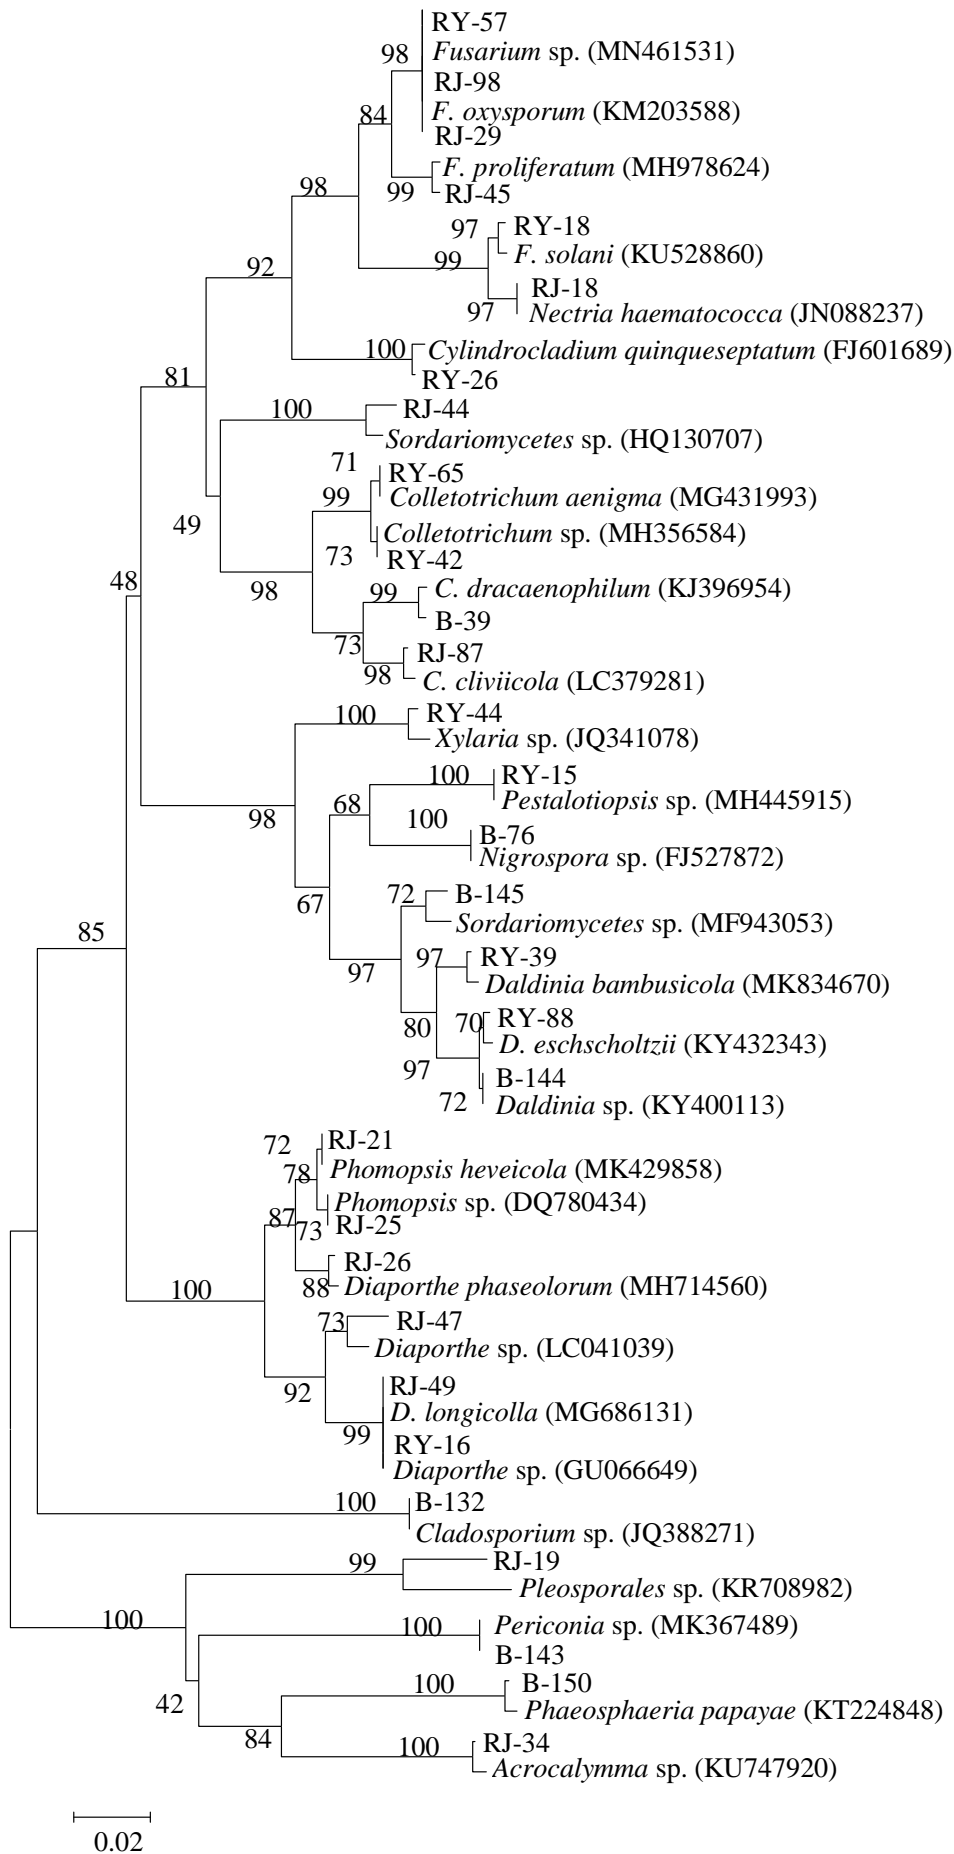 RY-57
98
Fusarium sp. (MN461531)
RJ-98
F. oxysporum (KM203588)
84
RJ-29
F. proliferatum (MH978624)
98
99
RJ-45
97
RY-18
F. solani (KU528860)
99
92
RJ-18
97
Nectria haematococca (JN088237)
100
Cylindrocladium quinqueseptatum (FJ601689)
81
RY-26
100
RJ-44
Sordariomycetes sp. (HQ130707)
71
RY-65
99
Colletotrichum aenigma (MG431993)
49
Colletotrichum sp. (MH356584)
73
RY-42
48
98
99
C. dracaenophilum (KJ396954)
B-39
73
RJ-87
98
C. cliviicola (LC379281)
100
RY-44
Xylaria sp. (JQ341078)
100
RY-15
68
Pestalotiopsis sp. (MH445915)
98
100
B-76
Nigrospora sp. (FJ527872)
67
72
B-145
Sordariomycetes sp. (MF943053)
85
97
97
RY-39
Daldinia bambusicola (MK834670)
80
70
RY-88
D. eschscholtzii (KY432343)
97
B-144
72
Daldinia sp. (KY400113)
72
RJ-21
78
Phomopsis heveicola (MK429858)
Phomopsis sp. (DQ780434)
87
73
RJ-25
RJ-26
100
88
Diaporthe phaseolorum (MH714560)
73
RJ-47
Diaporthe sp. (LC041039)
92
RJ-49
D. longicolla (MG686131)
99
RY-16
Diaporthe sp. (GU066649)
100
B-132
Cladosporium sp. (JQ388271)
99
RJ-19
Pleosporales sp. (KR708982)
100
100
Periconia sp. (MK367489)
B-143
42
100
B-150
Phaeosphaeria papayae (KT224848)
84
100
RJ-34
Acrocalymma sp. (KU747920)
0.02